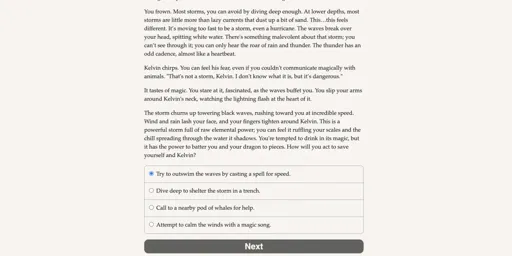 You frown. Most storms, you can avoid by diving deep enough. At lower depths, most
storms are little more than lazy currents that dust up a bit of sand. This…this feels
different. It's moving too fast to be a storm, even a hurricane. The waves break over
your head, spitting white water. There's something malevolent about that storm; you
can't see through it; you can only hear the roar of rain and thunder. The thunder has an
odd cadence, almost like a heartbeat.
Kelvin chirps. You can feel his fear, even if you couldn't communicate magically with
animals. "That's not a storm, Kelvin. I don't know what it is, but it's dangerous."
It tastes of magic. You stare at it, fascinated, as the waves buffet you. You slip your arms
around Kelvin's neck, watching the lightning flash at the heart of it.
The storm churns up towering black waves, rushing toward you at incredible speed.
Wind and rain lash your face, and your fingers tighten around Kelvin. This is a
powerful storm full of raw elemental power; you can feel it ruffling your scales and the
chill spreading through the water it shadows. You're tempted to drink in its magic, but
it has the power to batter you and your dragon to pieces. How will you act to save
yourself and Kelvin?
Try to outswim the waves by casting a spell for speed.
Dive deep to shelter the storm in a trench.
Call to a nearby pod of whales for help.
Attempt to calm the winds with a magic song.
Next